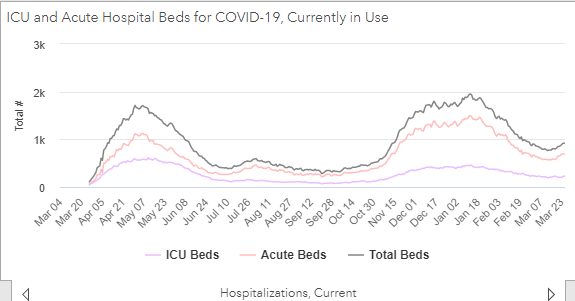 ICU and Acute Hospital Beds for COVID-19, Currently in Use
3k
2k
1k
0
Total #
Mar 04
Mar 20
Apr 05
Apr 21
May 07
May 23
Jun 08
Jun 24
Jul 10
Jul 26
Aug 11
Aug 27
Sep 12
Sep 28
Oct 14
Oct 30
Nov 15
Dec 01
Dec 17
Jan 02
Jan 18
Feb 03
Feb 19
Mar 07
Mar 23
ICU Beds
Acute Beds
Total Beds
Hospitalizations, Current